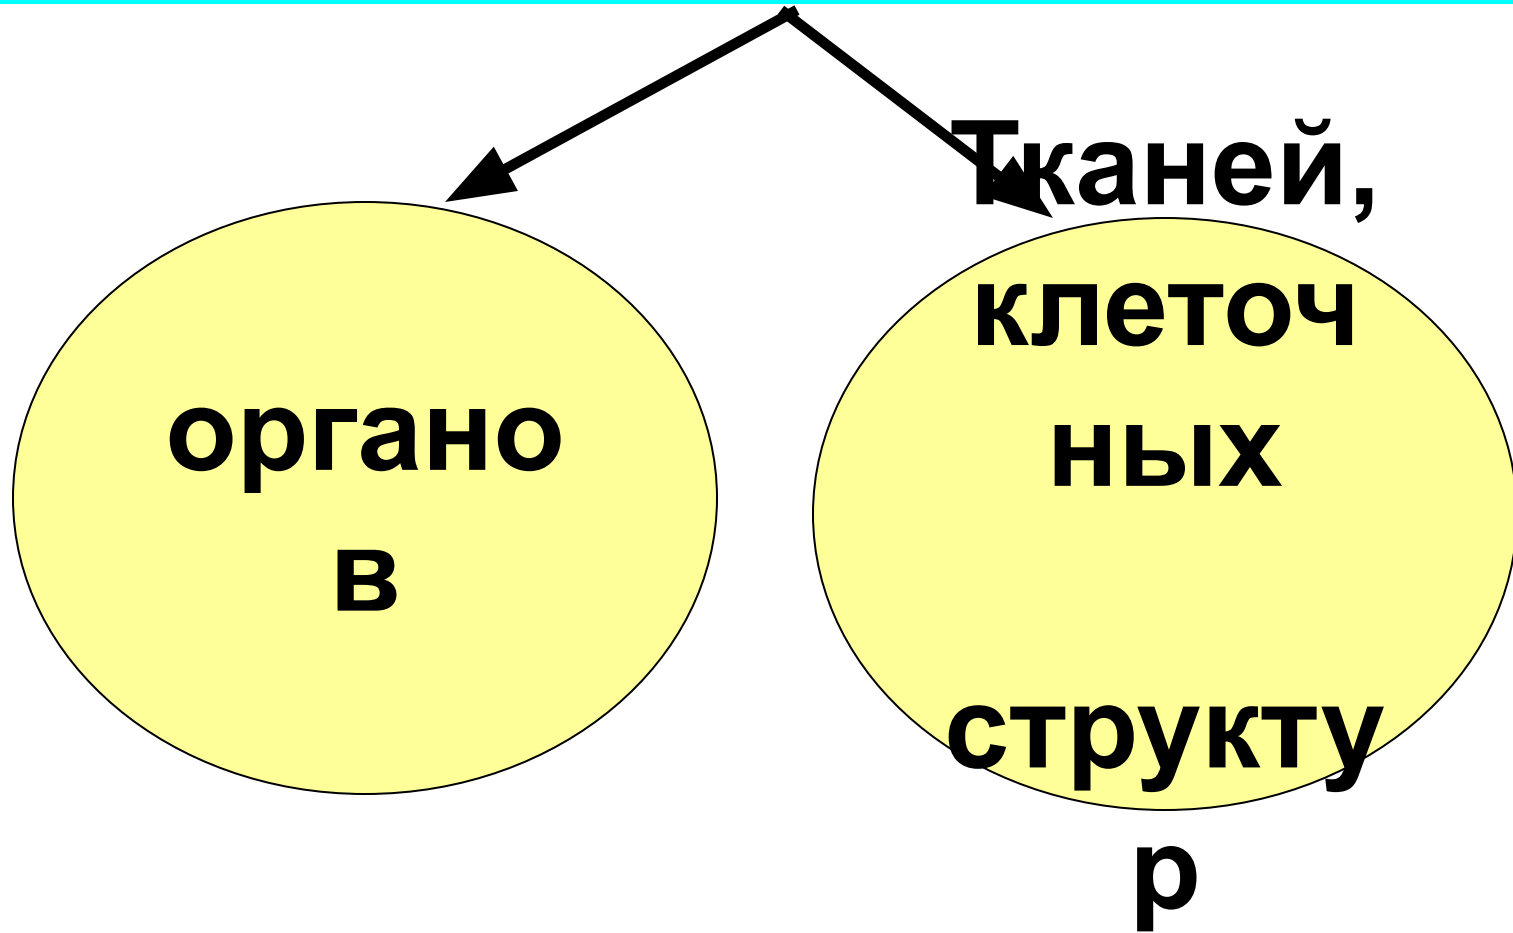 органо
в
Тканей,
клеточ
ных
структу
р